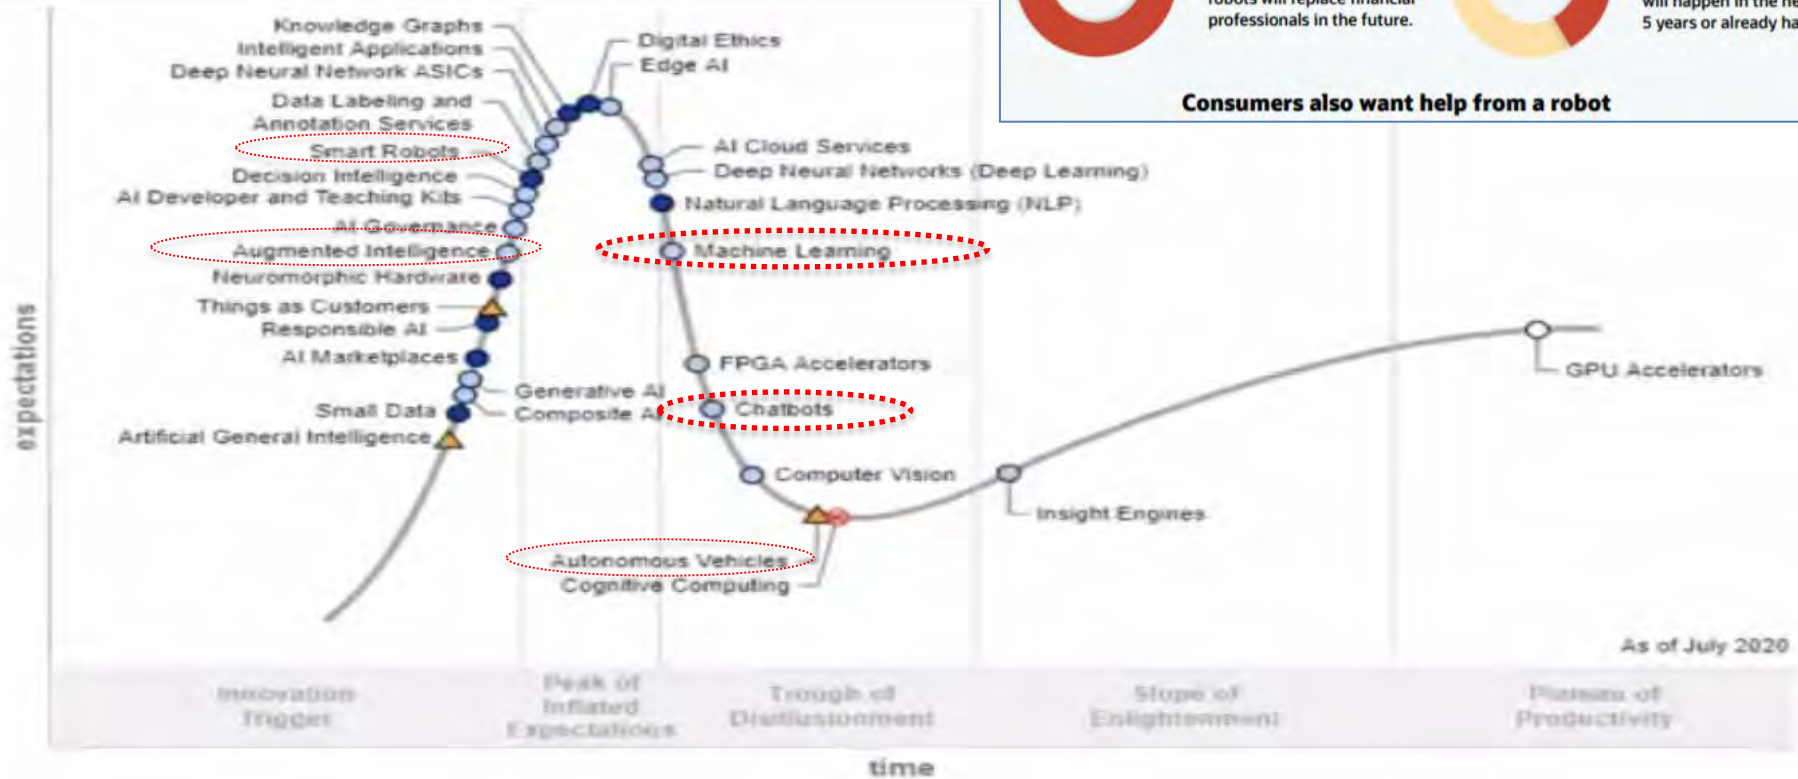 robots will replace financial
professionals in the future.
will happen in the
5 years or already
Consumers also want help from a robot
Knowledge Graphs
Intelligent Applications
Deep Neural Network ASICs
Data Labeling and
Annotation Services
Smart Robots
Decision Intelligence
AI Developer and Teaching Kits
AI Governance
Augmented Intelligence
Neuromorphic Hardware
Things as Customers
Responsible AI
AI Marketplaces
Generative AI
Small Data
Composite AI
Artificial General Intelligence
Digital Ethics
Edge AI
AI Cloud Services
Deep Neural Networks (Deep Learning)
Natural Language Processing (NLP)
Machine Learning
FPGA Accelerators
Chatbots
Computer Vision
Autonomous Vehicles
Cognitive Computing
Insight Engines
GPU Accelerators
expectations
As of July 2020
Innovation
Trigger
Peak of
Inflated
Expectations
Trough of
Disillusionment
Slope of
Enlightenment
Plateau of
Productivity
time